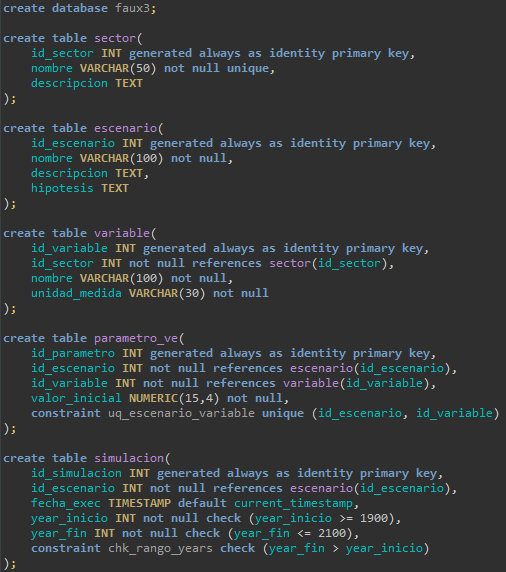 create database faux3;
create table sector(
id_sector INT generated always as identity primary key,
nombre VARCHAR(50) not null unique,
descripcion TEXT
);
create table escenario(
id_escenario INT generated always as identity primary key,
nombre VARCHAR(100) not null,
descripcion TEXT,
hipotesis TEXT
);
create table variable(
id_variable INT generated always as identity primary key,
id_sector INT not null references sector(id_sector),
nombre VARCHAR(100) not null,
unidad_medida VARCHAR(30) not null
);
create table parametro_ve(
id_parametro INT generated always as identity primary key,
id_escenario INT not null references escenario(id_escenario),
id_variable INT not null references variable(id_variable),
valor_inicial NUMERIC(15,4) not null,
constraint uq_escenario_variable unique (id_escenario, id_variable)
);
create table simulacion(
id_simulacion INT generated always as identity primary key,
id_escenario INT not null references escenario(id_escenario),
fecha_exec TIMESTAMP default current_timestamp,
year_inicio INT not null check (year_inicio >= 1900),
year_fin INT not null check (year_fin <= 2100),
constraint chk_rango_years check (year_fin > year_inicio)
);